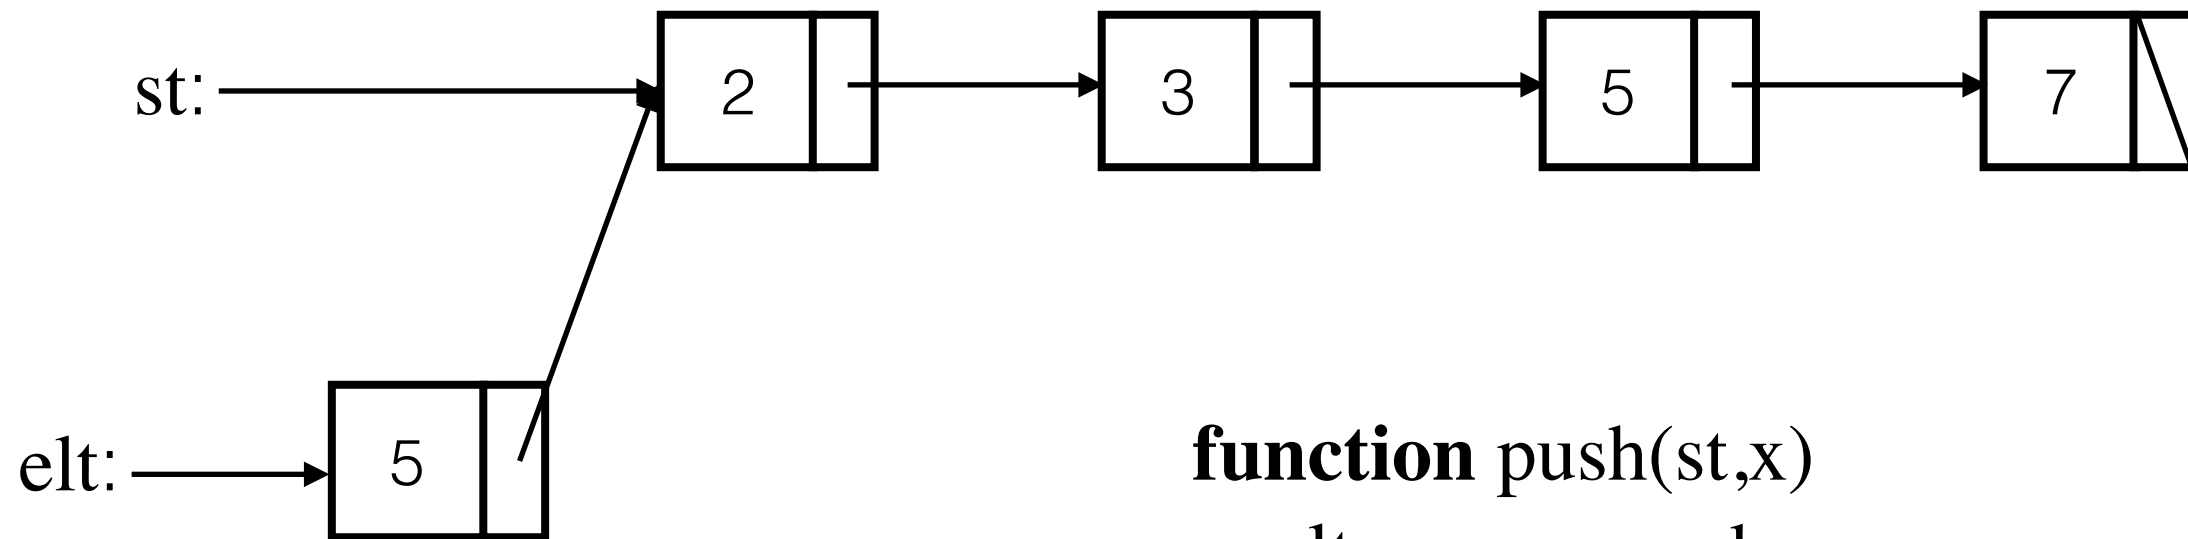 st: 2 3 5 7
elt: 5
function push(st,x)